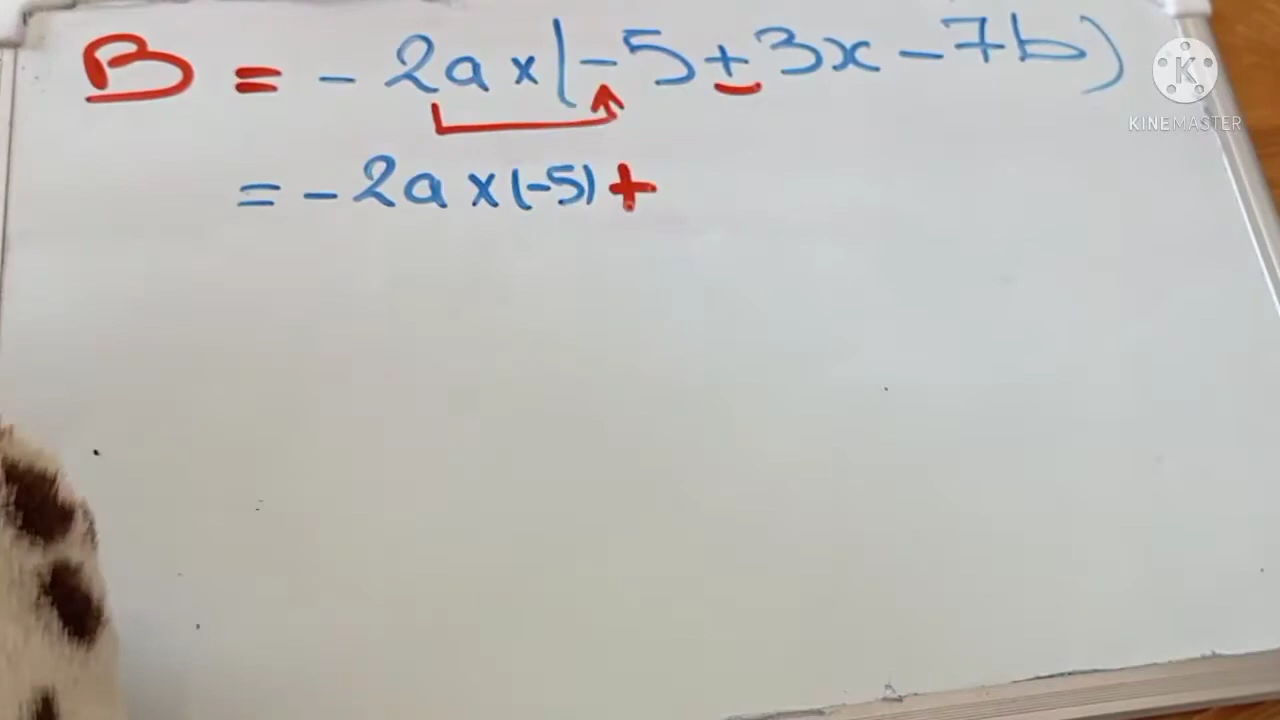 B = - 2a × (-5 + 3x - 7b)
= - 2a × (-5) +
K
KINEMASTER